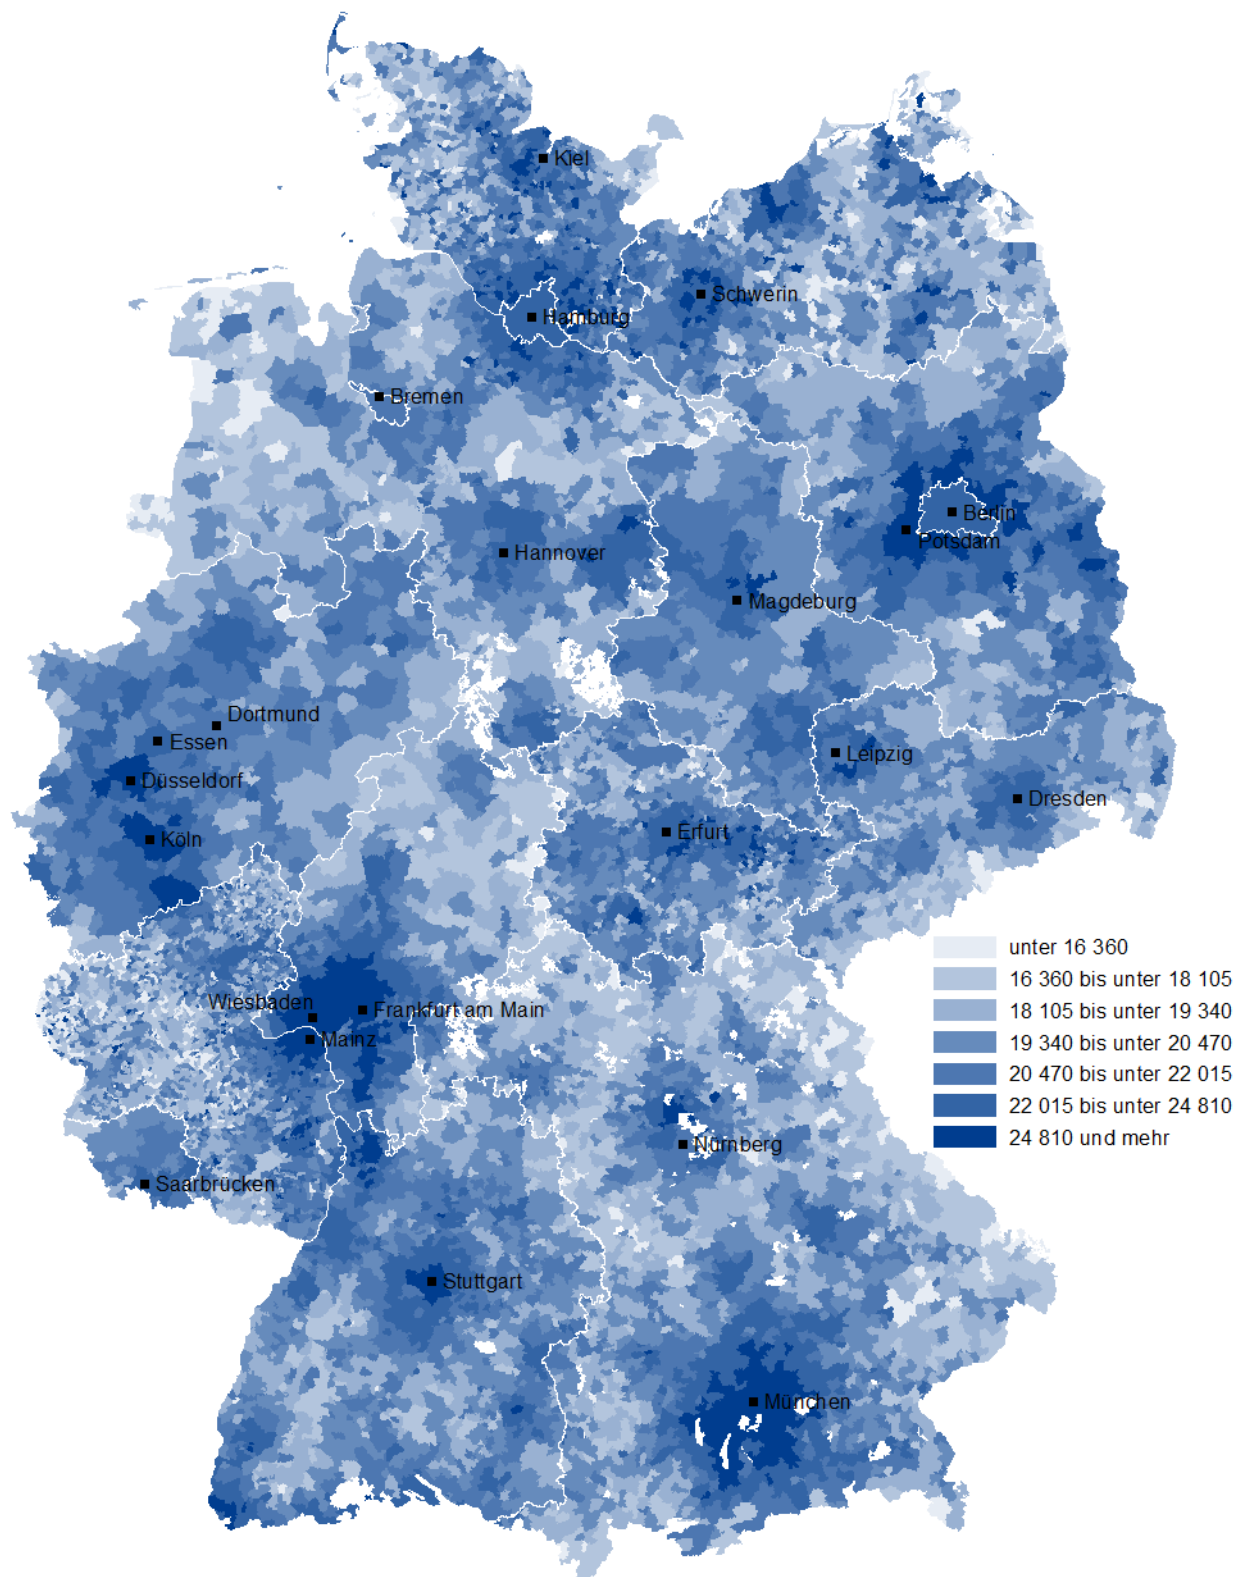 Kiel
Schwerin
Hamburg
Bremen
Berlin
Potsdam
Hannover
Magdeburg
Dortmund
Essen
Leipzig
Düsseldorf
Dresden
Erfurt
Köln
unter 16 360
16 360 bis unter 18 105
18 105 bis unter 19 340
19 340 bis unter 20 470
20 470 bis unter 22 015
22 015 bis unter 24 810
24 810 und mehr
Wiesbaden
Frankfurt am Main
Mainz
Nürnberg
Saarbrücken
Stuttgart
München